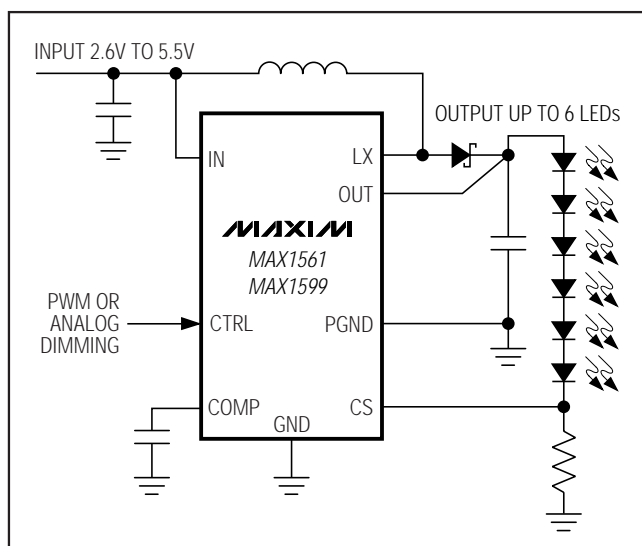 INPUT 2.6V TO 5.5V
OUTPUT UP TO 6 LEDs
IN
LX
OUT
MAXIM
MAX1561
MAX1599
PWM OR
ANALOG
DIMMING
CTRL
PGND
COMP
CS
GND